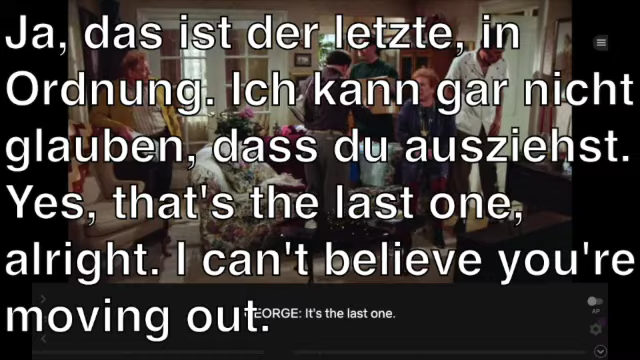 Ja, das ist der letzte, in
Ordnung. Ich kann gar nicht
glauben, dass du ausziehst.
Yes, that's the last one,
alright. I can't believe you're
moving out.
EORGE: It's the last one.
AP